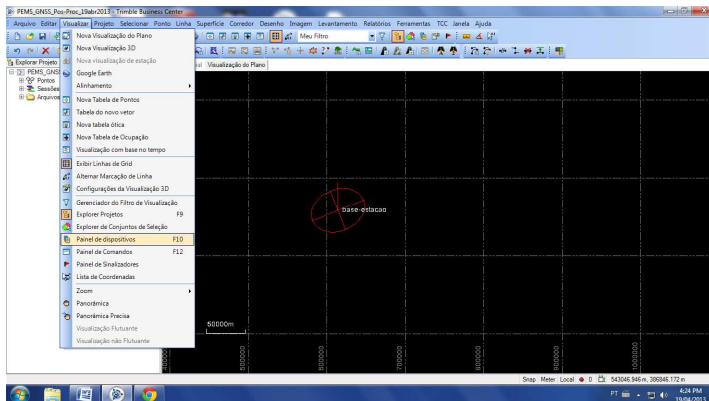 PEMS_GNSS_Pos-Proc_19abr2013 - Trimble Business Center
Arquivo Editar Visualizar Projeto Selecionar Ponto Linha Superfície Corredor Desenho Imagem Levantamento Relatórios Ferramentas TCC Janela Ajuda
Meu Filtro
Explorar Projeto
Visualização do Plano
PEMS_GNSS
Pontos
Sessões
Arquivos
Nova Visualização do Plano
Nova Visualização 3D
Nova visualização de estação
Google Earth
Alinhamento
Nova Tabela de Pontos
Tabela do novo vetor
Nova tabela ótica
Nova Tabela de Ocupação
Visualização com base no tempo
Exibir Linhas de Grid
Alternar Marcação de Linha
Configurações da Visualização 3D
Gerenciador do Filtro de Visualização
Explorer Projetos F9
Explorer de Conjuntos de Seleção
Painel de dispositivos F10
Painel de Comandos F12
Painel de Sinalizadores
Lista de Coordenadas
Zoom
Panorâmica
Panorâmica Precisa
Visualização Flutuante
Visualização não Flutuante
base-estacao
50000m
400000
500000
600000
700000
800000
900000
1000000
Snap Meter Local 0 543046.946 m, 386846.172 m
PT
4:24 PM
19/04/2013